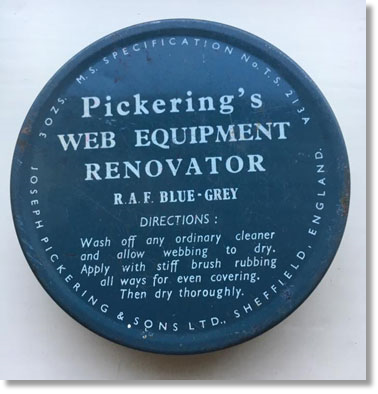 3 OZS. M.S. SPECIFICATION No. T.S. 213A
Pickering's
WEB EQUIPMENT
RENOVATOR
R.A.F. BLUE-GREY
DIRECTIONS :
Wash off any ordinary cleaner
and allow webbing to dry.
Apply with stiff brush rubbing
all ways for even covering.
Then dry thoroughly.
JOSEPH PICKERING & SONS LTD., SHEFFIELD, ENGLAND.